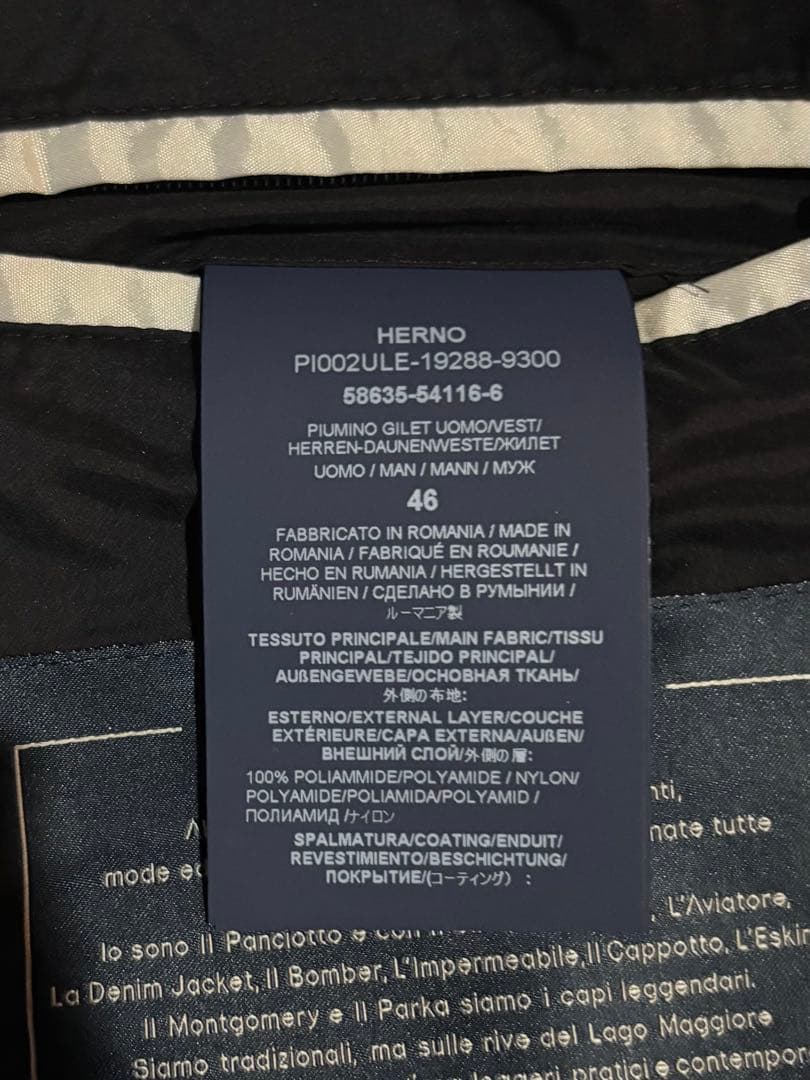 HERNO
PI002ULE-19288-9300
58635-54116-6
PIUMINO GILET UOMO/VEST/
HERREN-DAUNENWESTE/ЖИЛЕТ
UOMO / MAN / MANN / МУЖ
46
FABBRICATO IN ROMANIA / MADE IN
ROMANIA / FABRIQUÉ EN ROUMANIE /
HECHO EN RUMANIA / HERGESTELLT IN
RUMÄNIEN / СДЕЛАНО В РУМЫНИИ /
ルーマニア製
TESSUTO PRINCIPALE/MAIN FABRIC/TISSU
PRINCIPAL/TEJIDO PRINCIPAL/
AUßENGEWEBE/ОСНОВНАЯ ТКАНЬ/
外側の布地:
ESTERNO/EXTERNAL LAYER/COUCHE
EXTÉRIEURE/CAPA EXTERNA/AUßEN/
ВНЕШНИЙ СЛОЙ/外側の層:
100% POLIAMMIDE/POLYAMIDE / NYLON/
POLYAMIDE/POLIAMIDA/POLYAMID /
ПОЛИАМИД /ナイロン
SPALMATURA/COATING/ENDUIT/
REVESTIMIENTO/BESCHICHTUNG/
ПОКРЫТИЕ/(コーティング) :
nti,
mate tutte
mode
L'Aviatore,
Io sono Il Panciotto e con
La Denim Jacket, Il Bomber, L'Impermeabile, Il Cappotto, L'Eskim
Il Montgomery e Il Parka siamo i capi leggendari.
Siamo tradizionali, ma sulle rive del Lago Maggiore
leggeri pratici e contempor